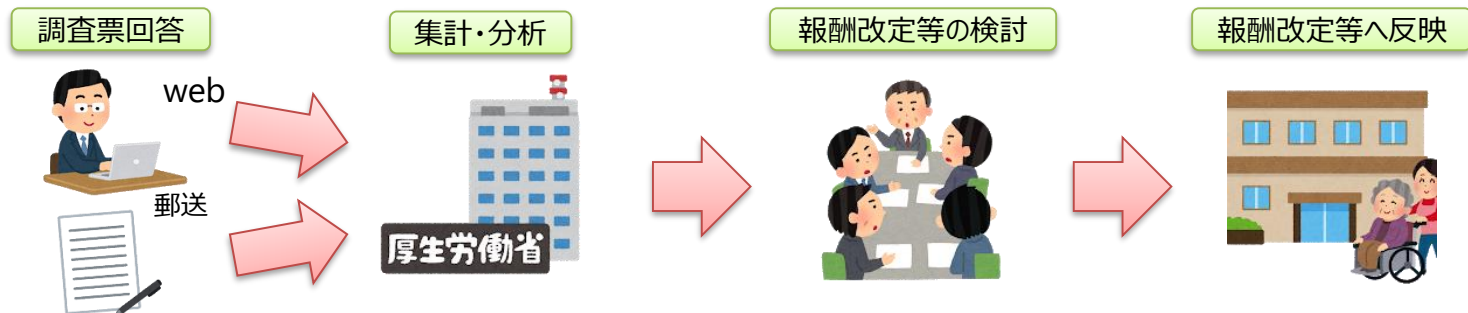 調査票回答
集計・分析
報酬改定等の検討
報酬改定等へ反映
web
郵送
厚生労働省